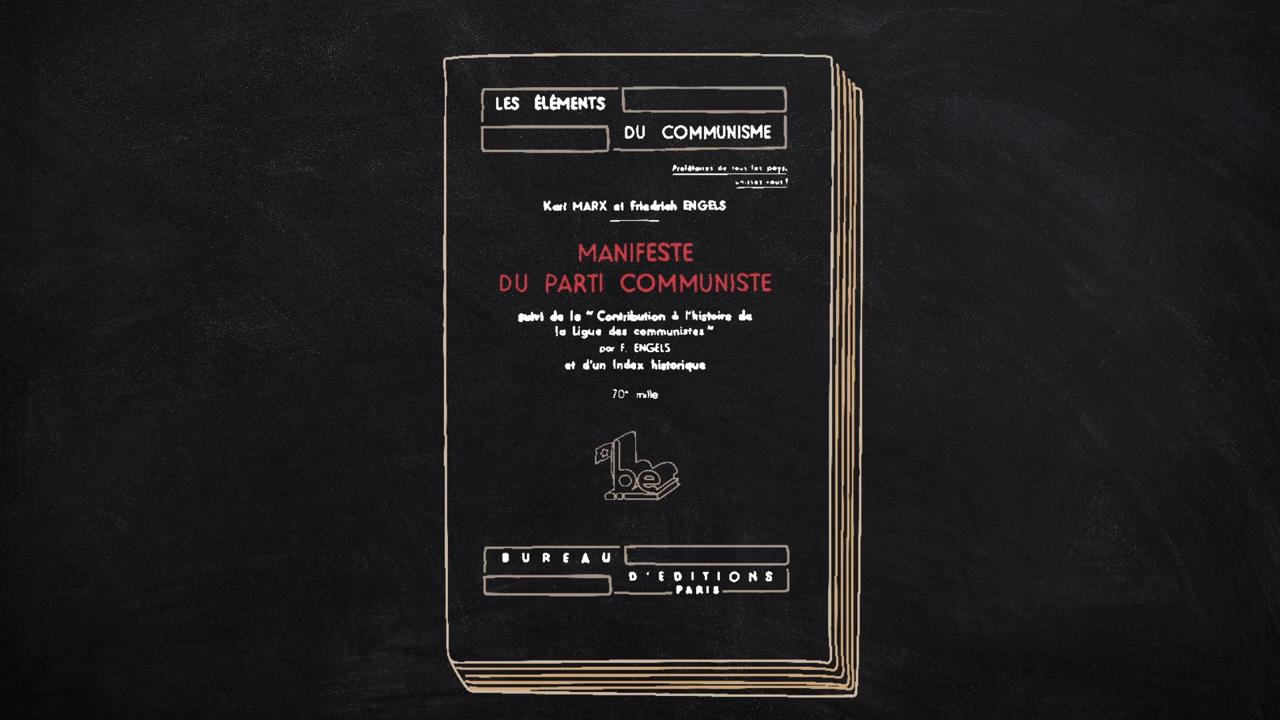 LES ÉLÉMENTS
DU COMMUNISME
Prolétaires de tous les pays,
unissez-vous !
Karl MARX et Friedrich ENGELS
MANIFESTE
DU PARTI COMMUNISTE
suivi de la "Contribution à l'histoire de
la Ligue des communistes"
par F. ENGELS
et d'un Index historique
70e mille
be
BUREAU
D'EDITIONS
PARIS